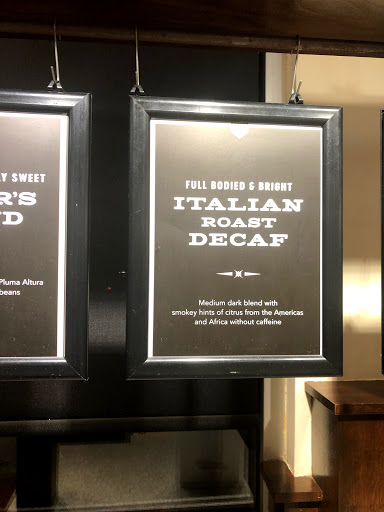 Y SWEET
R'S
ND
Pluma Altura
beans
FULL BODIED & BRIGHT
ITALIAN
ROAST
DECAF
Medium dark blend with
smokey hints of citrus from the Americas
and Africa without caffeine